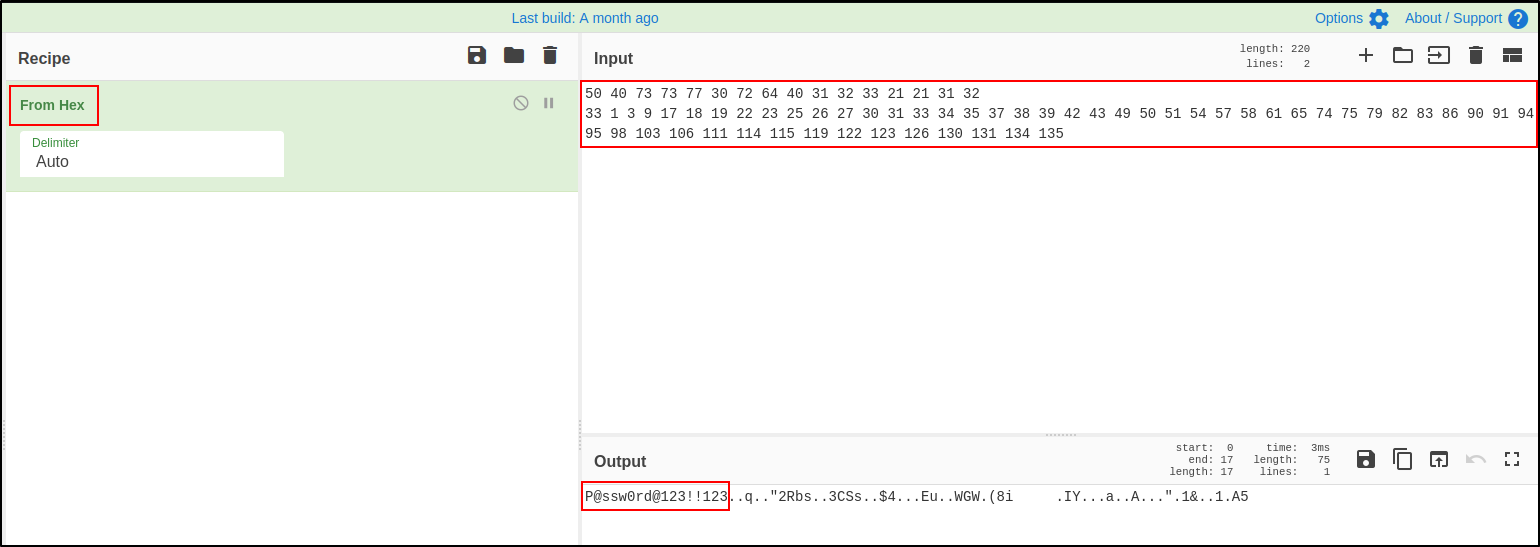 Last build: A month ago
Options
About / Support
Recipe
From Hex
Delimiter
Auto
Input
length: 220
lines: 2
50 40 73 73 77 30 72 64 40 31 32 33 21 21 31 32
33 1 3 9 17 18 19 22 23 25 26 27 30 31 33 34 35 37 38 39 42 43 49 50 51 54 57 58 61 65 74 75 79 82 83 86 90 91 94
95 98 103 106 111 114 115 119 122 123 126 130 131 134 135
Output
start: 0 time: 3ms
end: 17 length: 75
length: 17 lines: 1
P@ssw0rd@123!!123..q.."2Rbs..3CSs..$4...Eu..WGW.(8i .IY...a..A...".1&..1.A5